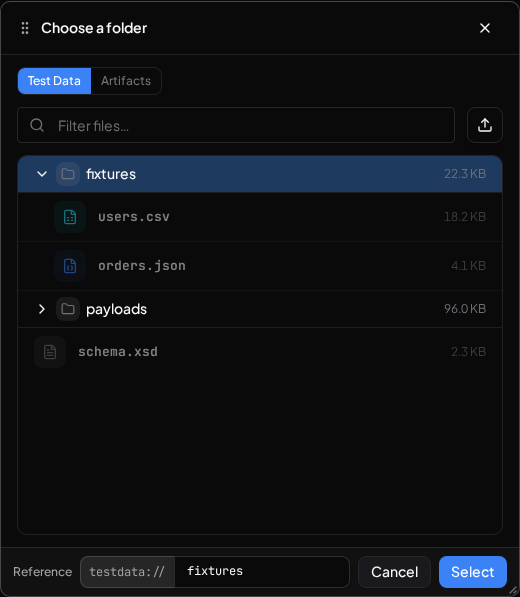 Choose a folder
Test Data Artifacts
Filter files...
fixtures 22.3 KB
users.csv 18.2 KB
orders.json 4.1 KB
payloads 96.0 KB
schema.xsd 2.3 KB
Reference testdata:// fixtures Cancel Select